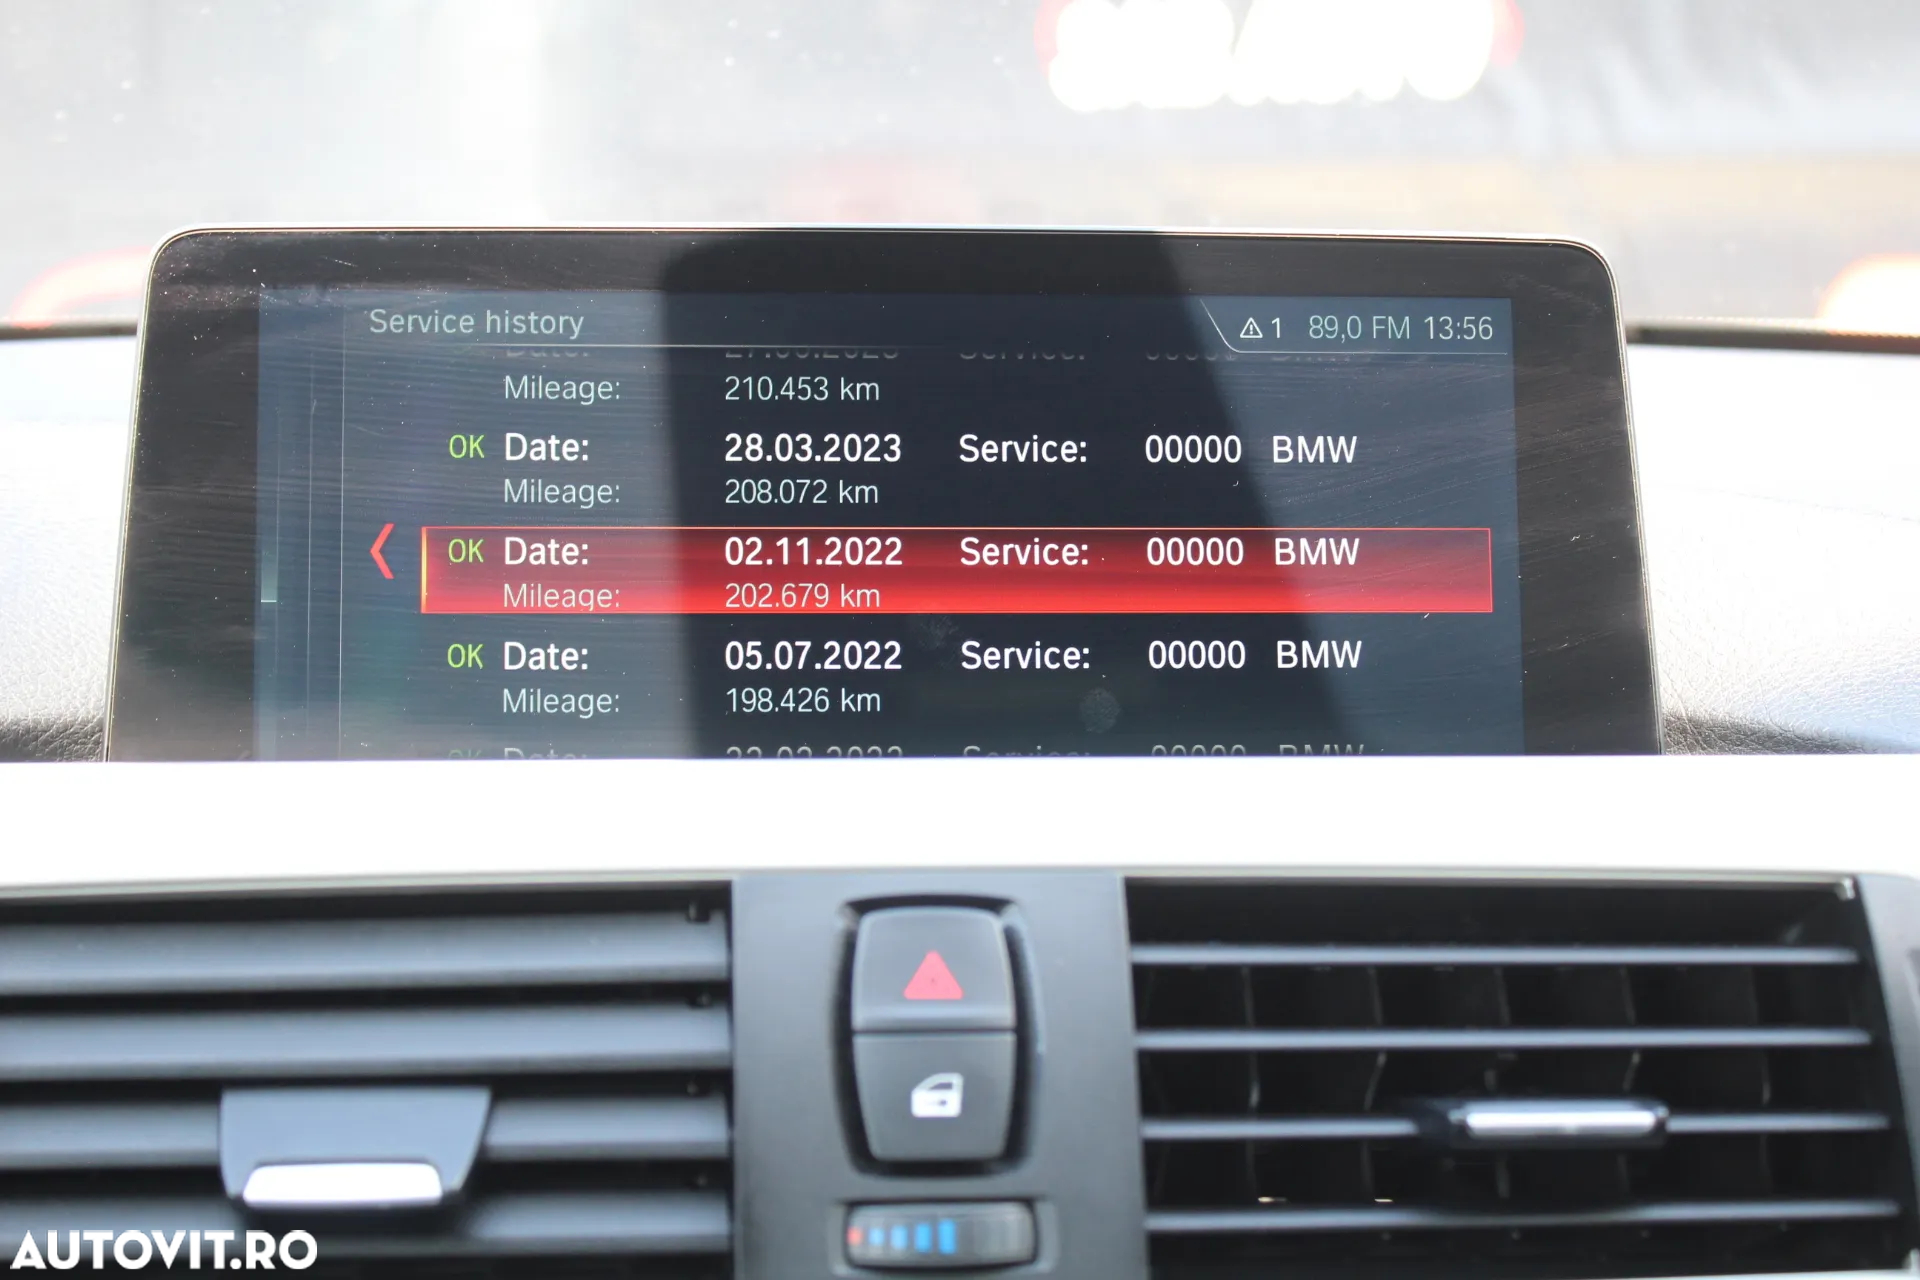 Service history
⚠ 1 89,0 FM 13:56
Mileage: 210.453 km
OK Date: 28.03.2023 Service: 00000 BMW
Mileage: 208.072 km
OK Date: 02.11.2022 Service: 00000 BMW
Mileage: 202.679 km
OK Date: 05.07.2022 Service: 00000 BMW
Mileage: 198.426 km
AUTOVIT.RO